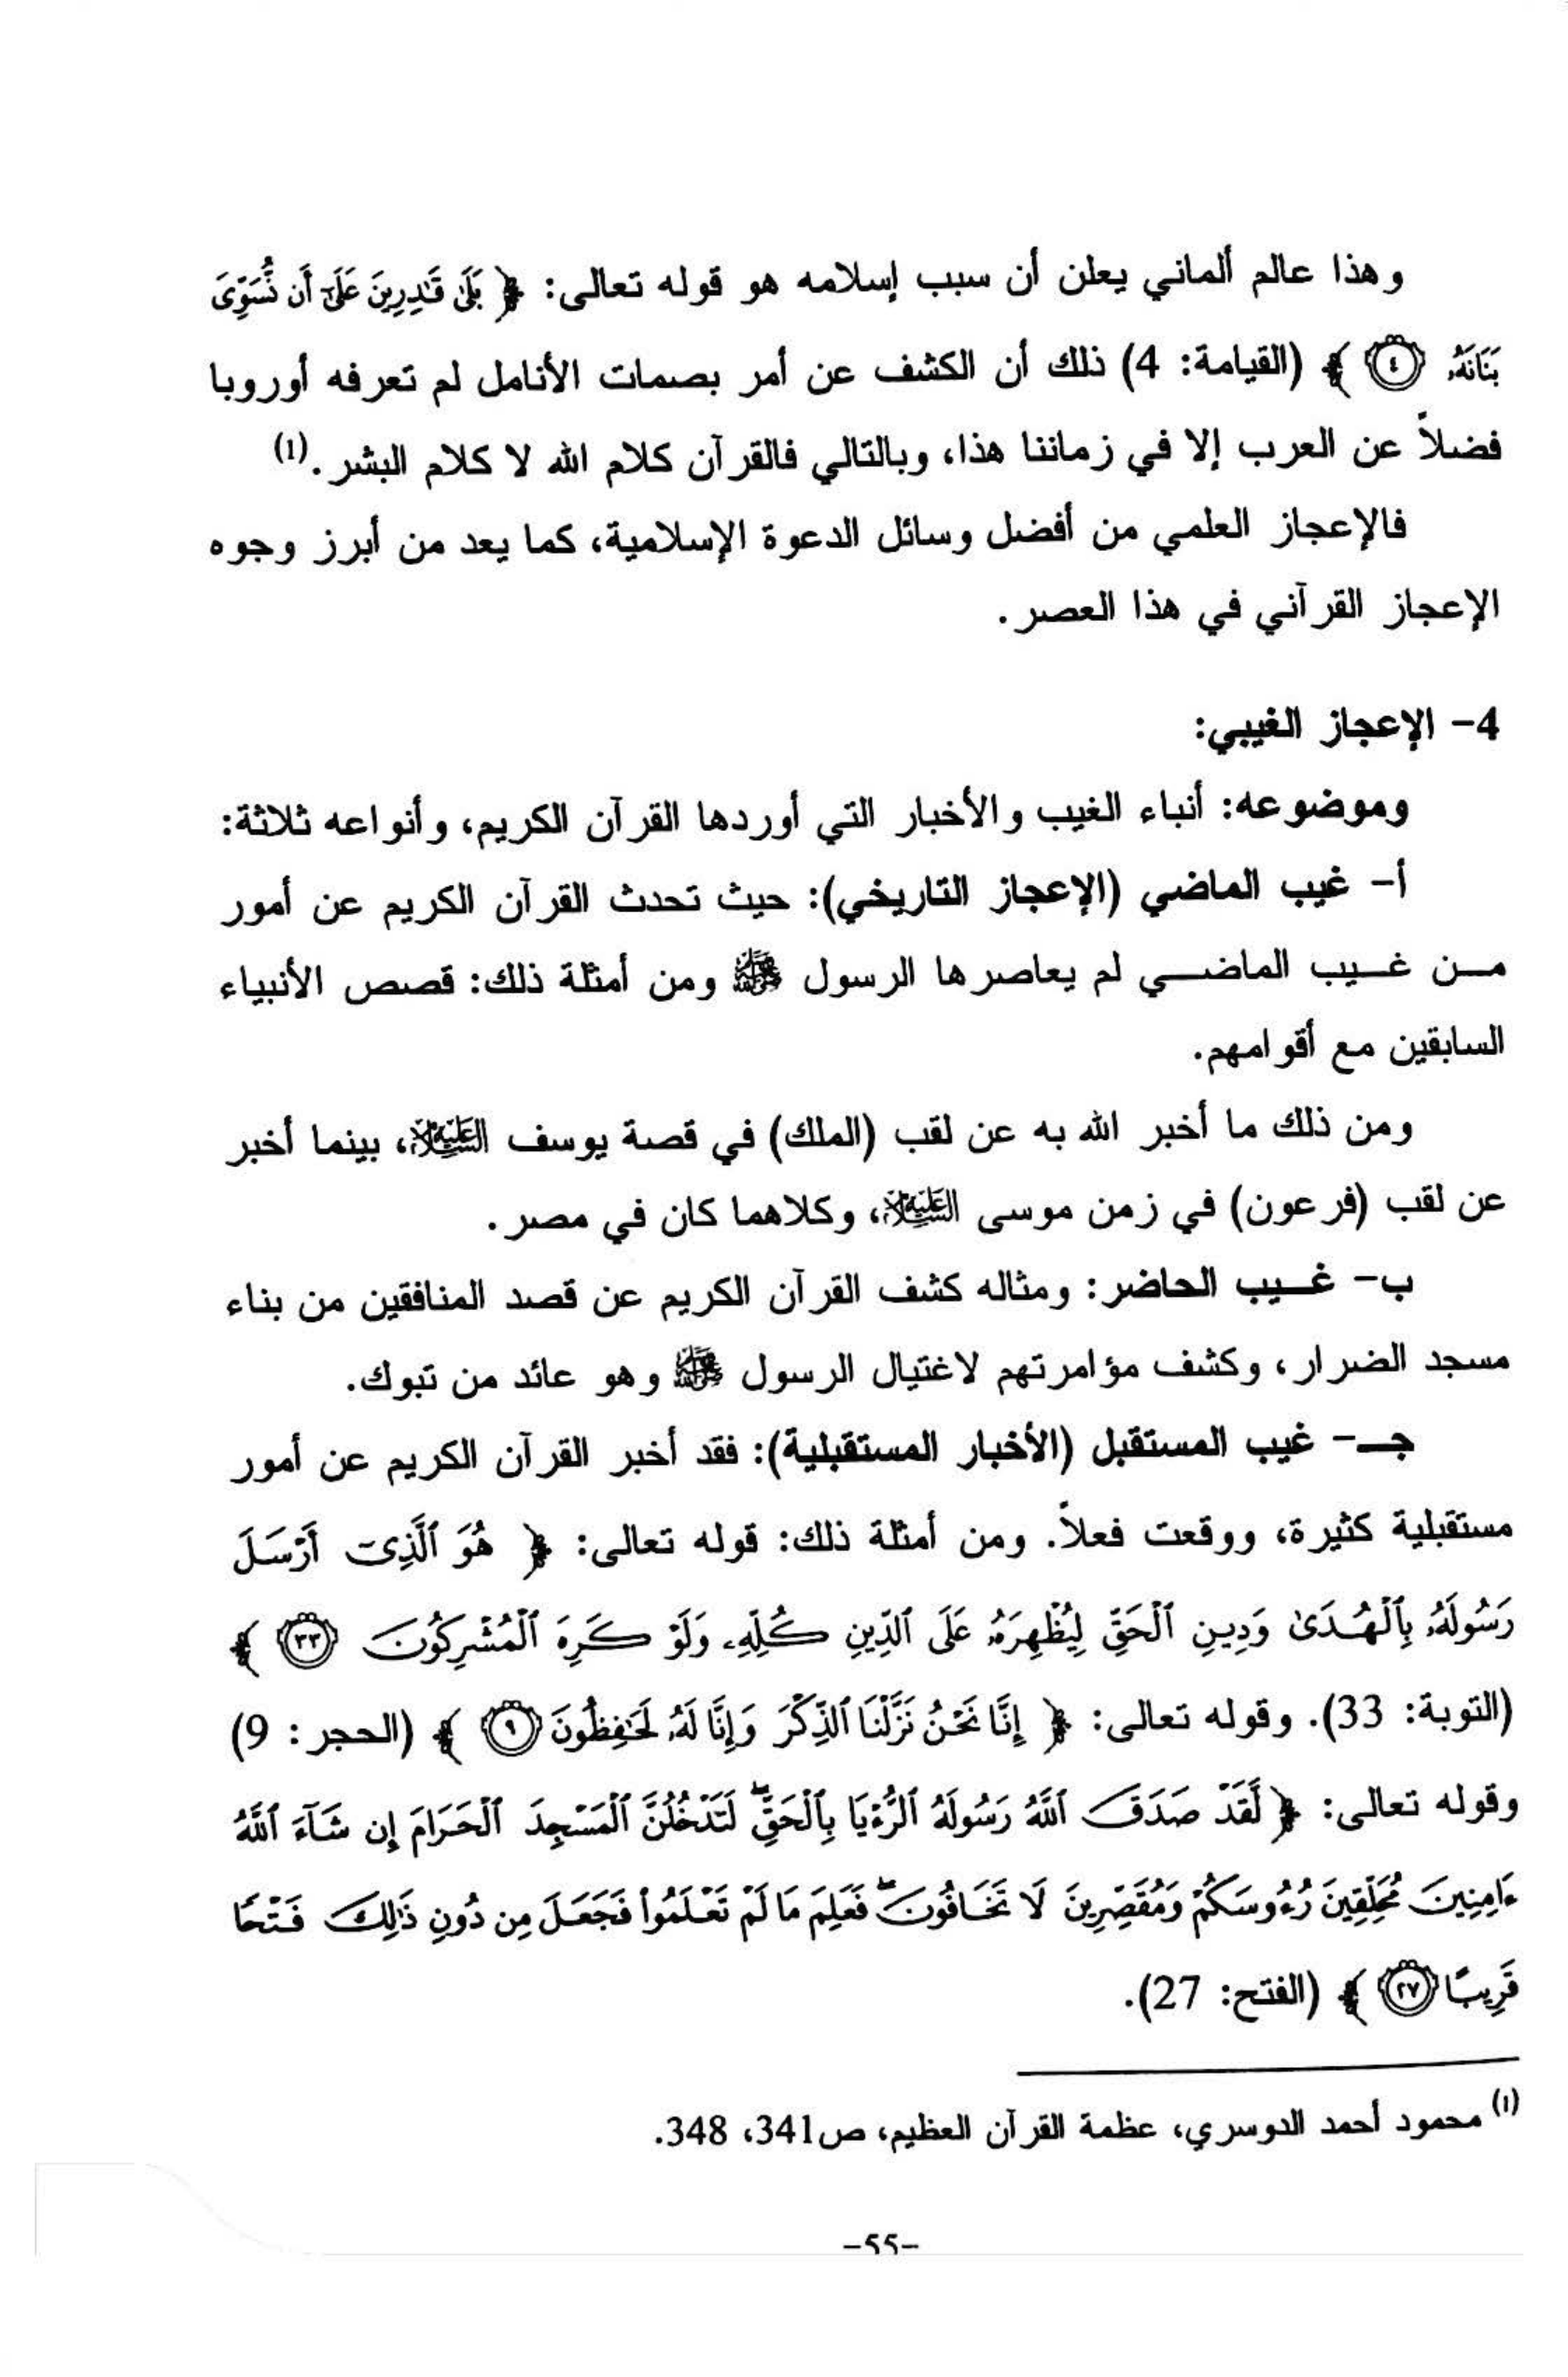 وهذا عالم ألماني يعلن أن سبب إسلامه هو قوله تعالى: ﴿ بَلَىٰ قَـٰدِرِينَ عَلَىٰٓ أَن نُّسَوِّىَ
بَنَانَهُۥ ٤ ﴾ (القيامة: 4) ذلك أن الكشف عن أمر بصمات الأنامل لم تعرفه أوروبا
فضلاً عن العرب إلا في زماننا هذا، وبالتالي فالقرآن كلام الله لا كلام البشر.(1)
فالإعجاز العلمي من أفضل وسائل الدعوة الإسلامية، كما يعد من أبرز وجوه
الإعجاز القرآني في هذا العصر.
4- الإعجاز الغيبي:
وموضوعه: أنباء الغيب والأخبار التي أوردها القرآن الكريم، وأنواعه ثلاثة:
أ- غيب الماضي (الإعجاز التاريخي): حيث تحدث القرآن الكريم عن أمور
مـن غـيب الماضـي لم يعاصرها الرسول ﷺ ومن أمثلة ذلك: قصص الأنبياء
السابقين مع أقوامهم.
ومن ذلك ما أخبر الله به عن لقب (الملك) في قصة يوسف عليه السلام، بينما أخبر
عن لقب (فرعون) في زمن موسى عليه السلام، وكلاهما كان في مصر.
ب- غـيب الحاضر: ومثاله كشف القرآن الكريم عن قصد المنافقين من بناء
مسجد الضرار، وكشف مؤامرتهم لاغتيال الرسول ﷺ وهو عائد من تبوك.
جـ- غيب المستقبل (الأخبار المستقبلية): فقد أخبر القرآن الكريم عن أمور
مستقبلية كثيرة، ووقعت فعلاً. ومن أمثلة ذلك: قوله تعالى: ﴿ هُوَ ٱلَّذِىٓ أَرْسَلَ
رَسُولَهُۥ بِٱلْهُدَىٰ وَدِينِ ٱلْحَقِّ لِيُظْهِرَهُۥ عَلَى ٱلدِّينِ كُلِّهِۦ وَلَوْ كَرِهَ ٱلْمُشْرِكُونَ ٣٣ ﴾
(التوبة: 33). وقوله تعالى: ﴿ إِنَّا نَحْنُ نَزَّلْنَا ٱلذِّكْرَ وَإِنَّا لَهُۥ لَحَـٰفِظُونَ ٩ ﴾ (الحجر: 9)
وقوله تعالى: ﴿ لَّقَدْ صَدَقَ ٱللَّهُ رَسُولَهُ ٱلرُّءْيَا بِٱلْحَقِّ ۖ لَتَدْخُلُنَّ ٱلْمَسْجِدَ ٱلْحَرَامَ إِن شَآءَ ٱللَّهُ
ءَامِنِينَ مُحَلِّقِينَ رُءُوسَكُمْ وَمُقَصِّرِينَ لَا تَخَافُونَ ۖ فَعَلِمَ مَا لَمْ تَعْلَمُوا۟ فَجَعَلَ مِن دُونِ ذَٰلِكَ فَتْحًا
قَرِيبًا ٢٧ ﴾ (الفتح: 27).
(1) محمود أحمد الدوسري، عظمة القرآن العظيم، ص341، 348.
-٥٥-